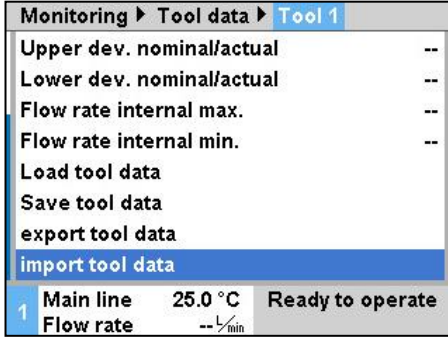 Monitoring ▶ Tool data ▶ Tool 1
Upper dev. nominal/actual --
Lower dev. nominal/actual --
Flow rate internal max. --
Flow rate internal min. --
Load tool data
Save tool data
export tool data
import tool data
1 Main line 25.0 °C Ready to operate
Flow rate -- L/min